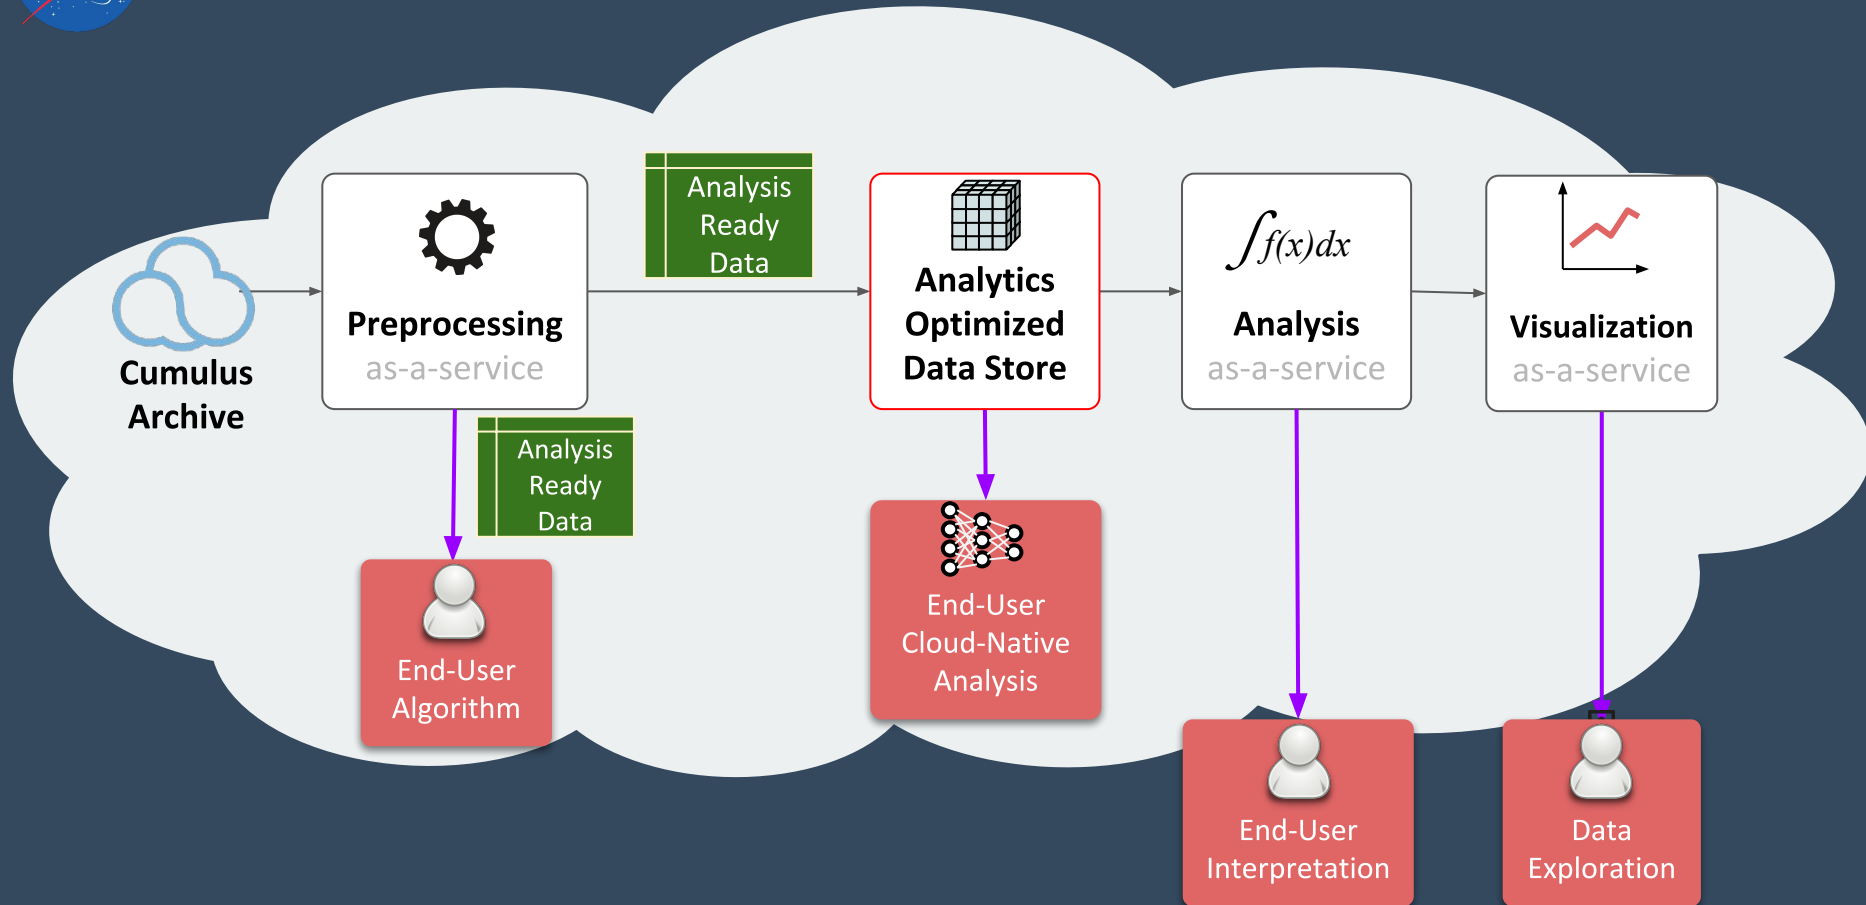 Cumulus
Archive
Preprocessing
as-a-service
Analysis
Ready
Data
Analysis
Ready
Data
End-User
Algorithm
Analytics
Optimized
Data Store
End-User
Cloud-Native
Analysis
∫f(x)dx
Analysis
as-a-service
End-User
Interpretation
Visualization
as-a-service
Data
Exploration